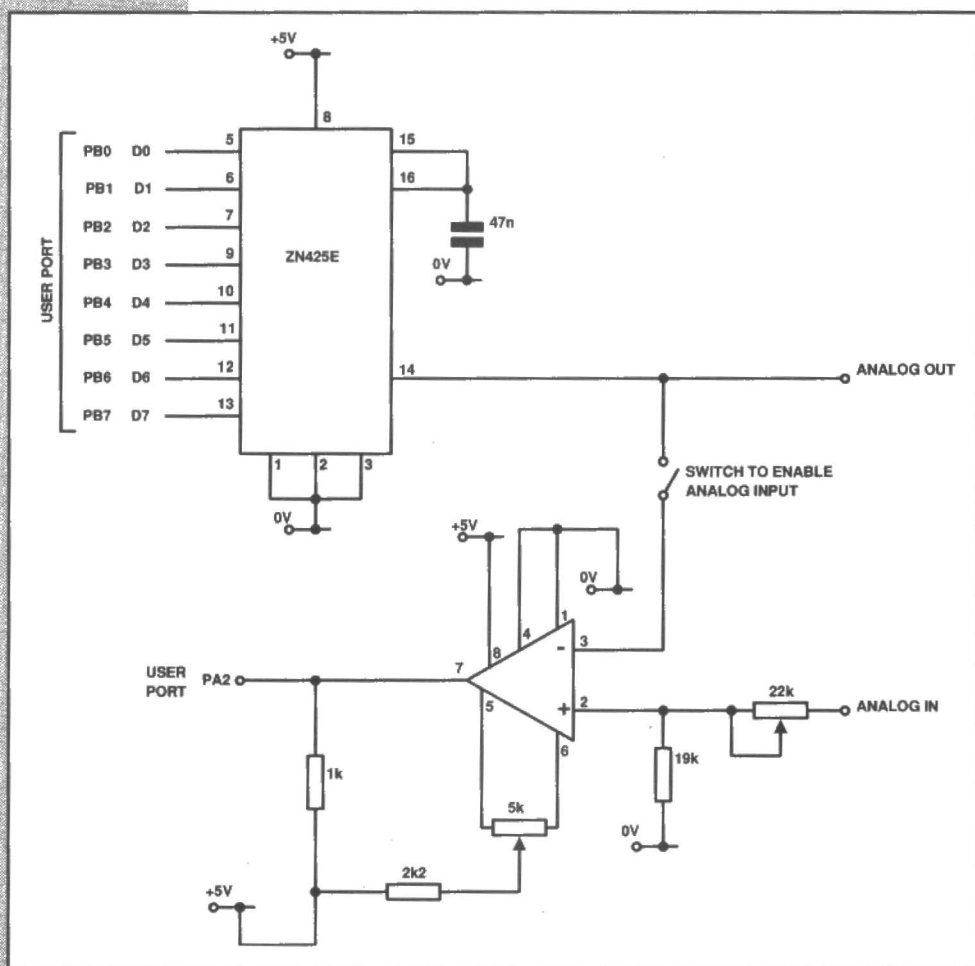 +5V
8
PB0 D0 5
15
PB1 D1 6
16
PB2 D2 7
47n
PB3 D3 9
ZN425E
0V
PB4 D4 10
PB5 D5 11
PB6 D6 12
14
ANALOG OUT
PB7 D7 13
USER PORT
1 2 3
0V
SWITCH TO ENABLE
ANALOG INPUT
+5V
0V
1
4
8
- 3
USER
PORT PA2
7
22k
+ 2
ANALOG IN
5
6
1k
19k
5k
0V
2k2
+5V